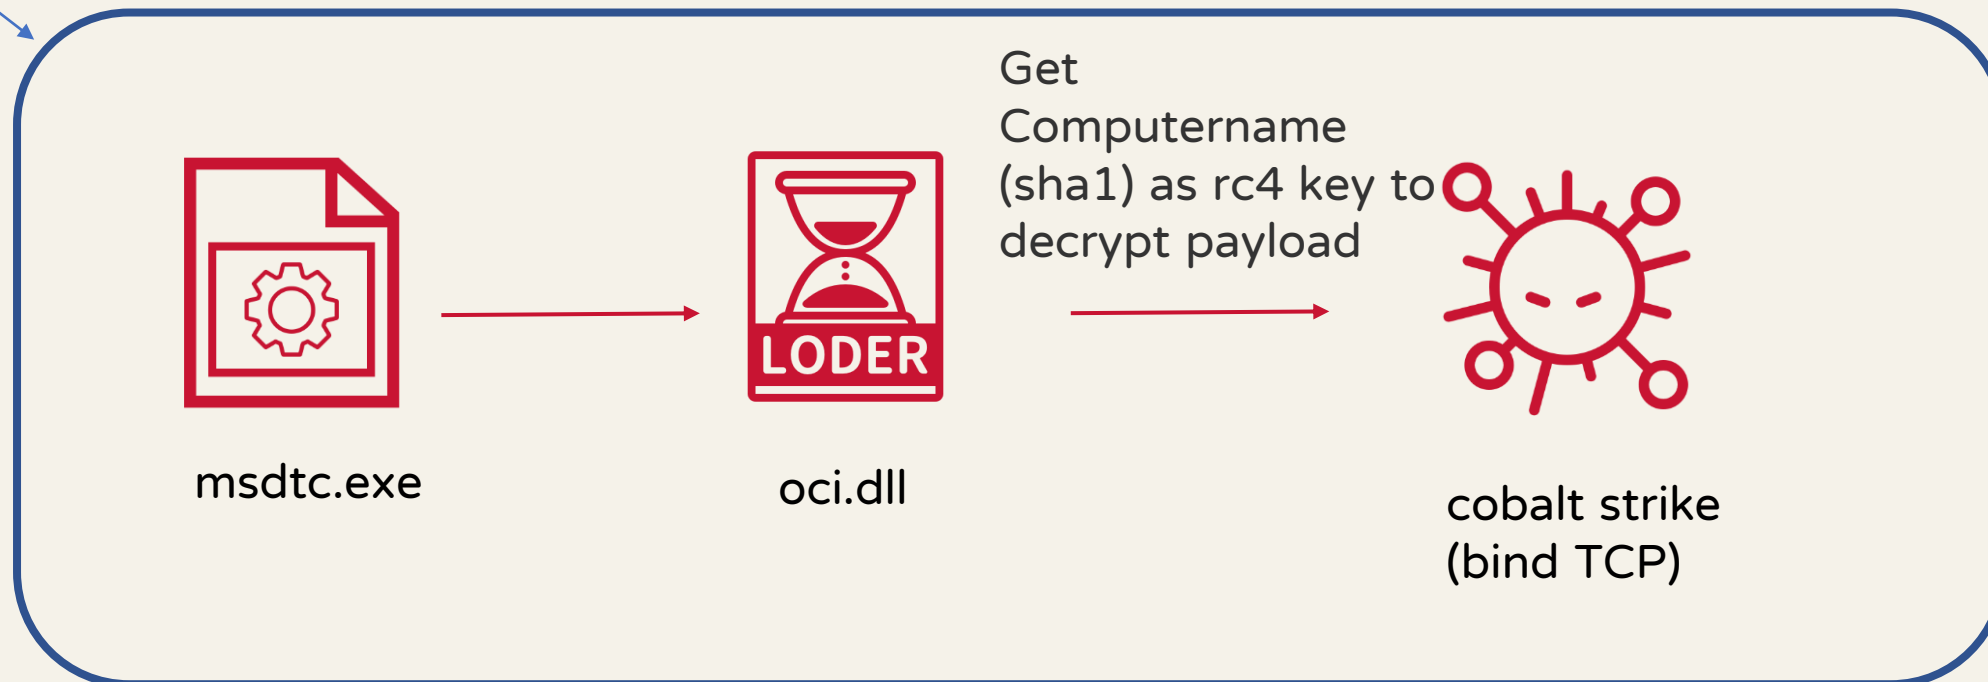 Get
Computername
(sha1) as rc4 key to
decrypt payload
LODER
msdtc.exe
oci.dll
cobalt strike
(bind TCP)